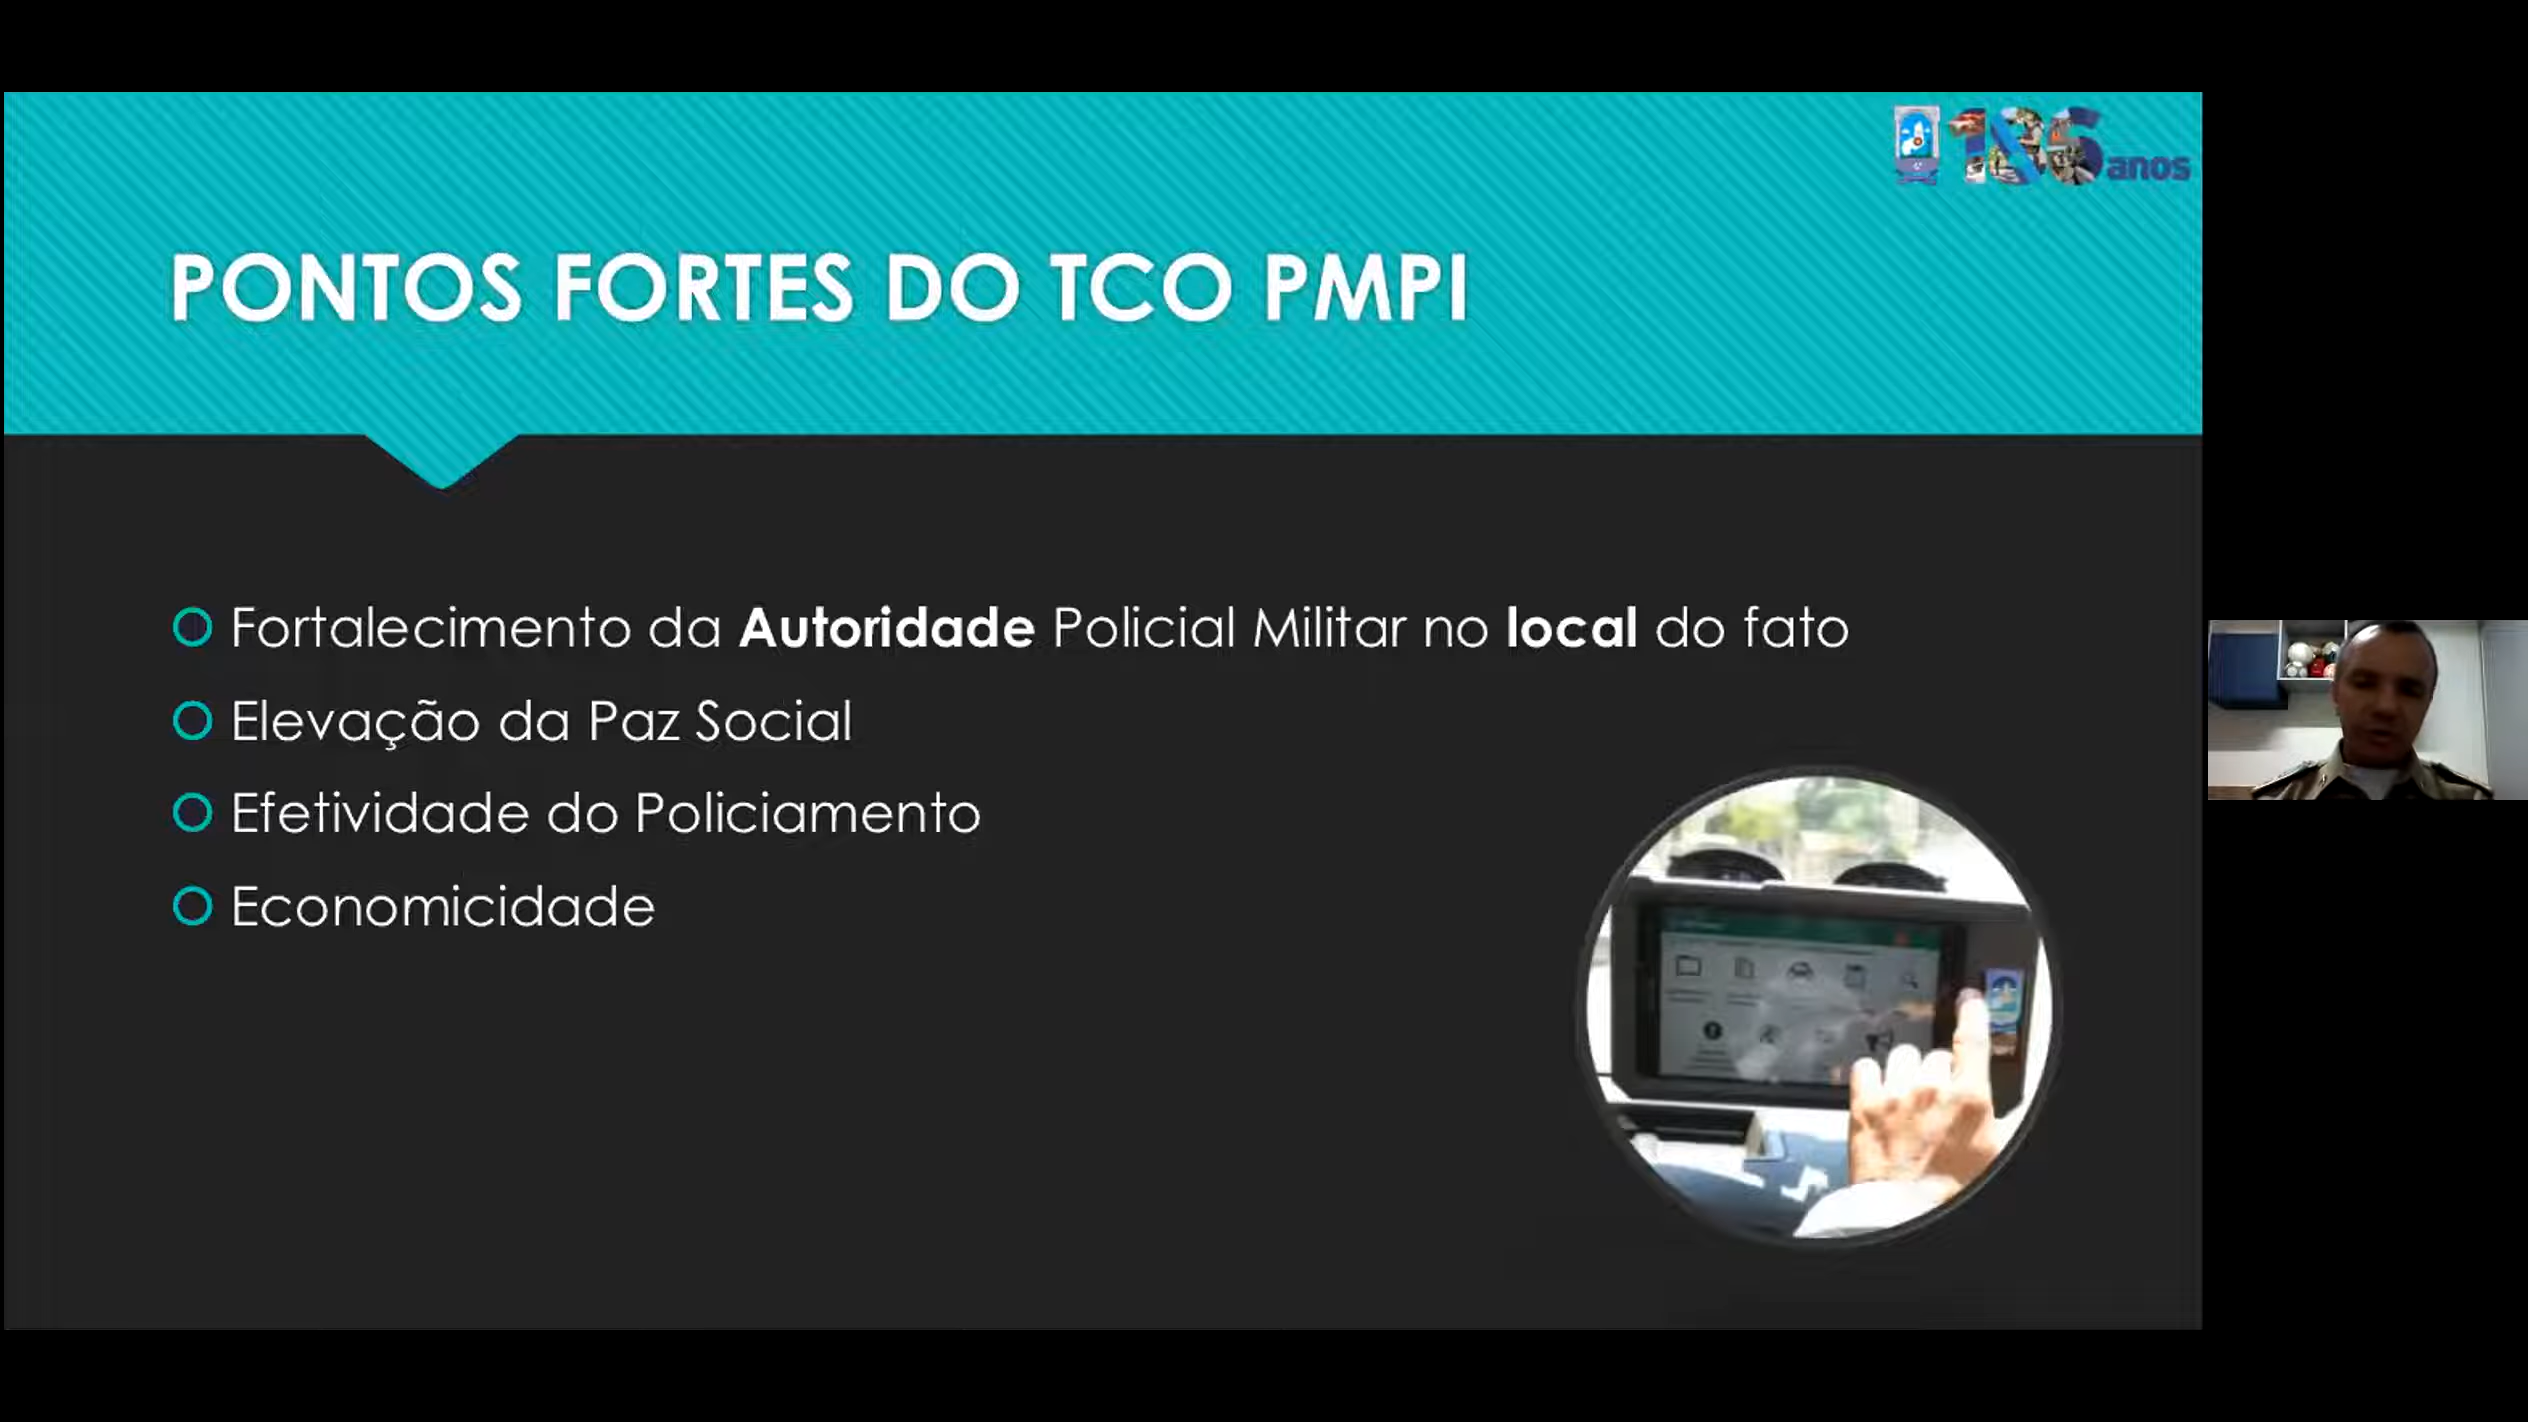 186anos
PONTOS FORTES DO TCO PMPI
Fortalecimento da Autoridade Policial Militar no local do fato
Elevação da Paz Social
Efetividade do Policiamento
Economicidade